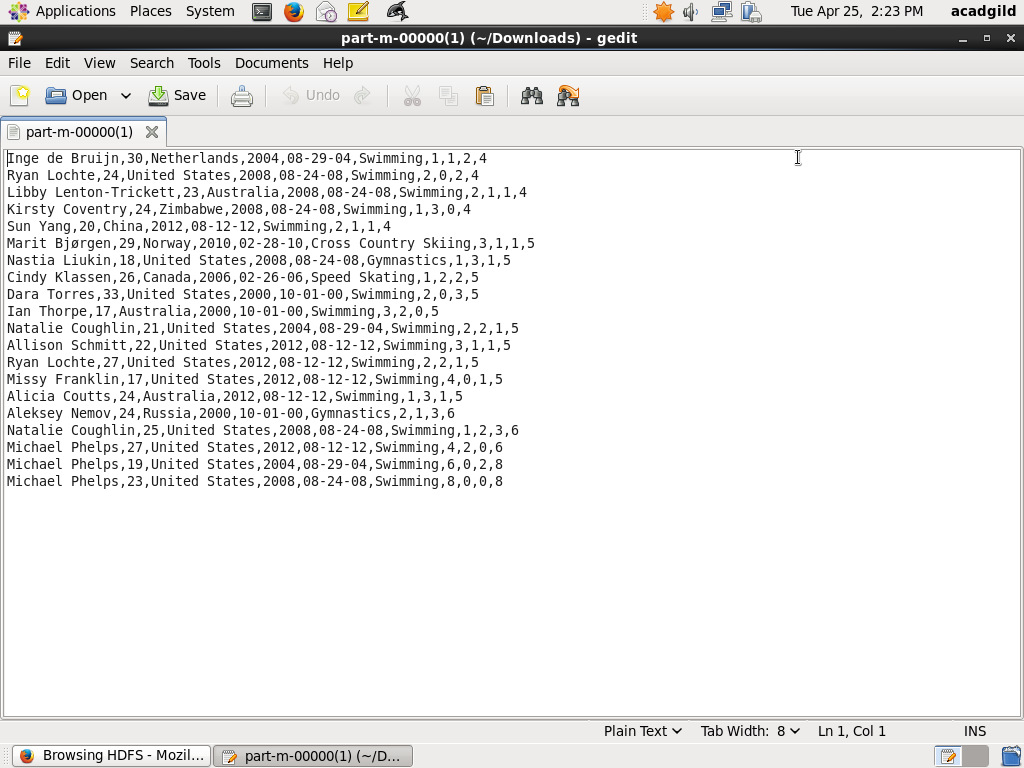 Applications Places System Tue Apr 25, 2:23 PM acadgild
part-m-00000(1) (~/Downloads) - gedit
File Edit View Search Tools Documents Help
Open Save Undo
part-m-00000(1)
Inge de Bruijn,30,Netherlands,2004,08-29-04,Swimming,1,1,2,4
Ryan Lochte,24,United States,2008,08-24-08,Swimming,2,0,2,4
Libby Lenton-Trickett,23,Australia,2008,08-24-08,Swimming,2,1,1,4
Kirsty Coventry,24,Zimbabwe,2008,08-24-08,Swimming,1,3,0,4
Sun Yang,20,China,2012,08-12-12,Swimming,2,1,1,4
Marit Bjørgen,29,Norway,2010,02-28-10,Cross Country Skiing,3,1,1,5
Nastia Liukin,18,United States,2008,08-24-08,Gymnastics,1,3,1,5
Cindy Klassen,26,Canada,2006,02-26-06,Speed Skating,1,2,2,5
Dara Torres,33,United States,2000,10-01-00,Swimming,2,0,3,5
Ian Thorpe,17,Australia,2000,10-01-00,Swimming,3,2,0,5
Natalie Coughlin,21,United States,2004,08-29-04,Swimming,2,2,1,5
Allison Schmitt,22,United States,2012,08-12-12,Swimming,3,1,1,5
Ryan Lochte,27,United States,2012,08-12-12,Swimming,2,2,1,5
Missy Franklin,17,United States,2012,08-12-12,Swimming,4,0,1,5
Alicia Coutts,24,Australia,2012,08-12-12,Swimming,1,3,1,5
Aleksey Nemov,24,Russia,2000,10-01-00,Gymnastics,2,1,3,6
Natalie Coughlin,25,United States,2008,08-24-08,Swimming,1,2,3,6
Michael Phelps,27,United States,2012,08-12-12,Swimming,4,2,0,6
Michael Phelps,19,United States,2004,08-29-04,Swimming,6,0,2,8
Michael Phelps,23,United States,2008,08-24-08,Swimming,8,0,0,8
Plain Text Tab Width: 8 Ln 1, Col 1 INS
Browsing HDFS - Mozil... part-m-00000(1) (~/D...